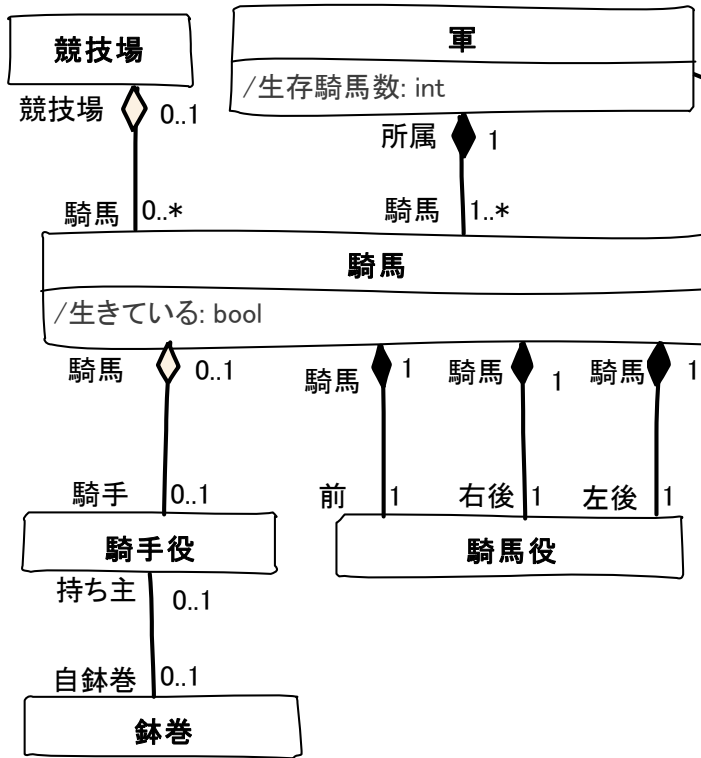 競技場
軍
/生存騎馬数: int
競技場
0..1
所属
1
騎馬
0..*
騎馬
1..*
騎馬
/生きている: bool
騎馬
0..1
騎馬
1
騎馬
1
騎馬
1
騎手
0..1
前
1
右後
1
左後
1
騎手役
騎馬役
持ち主
0..1
自鉢巻
0..1
鉢巻